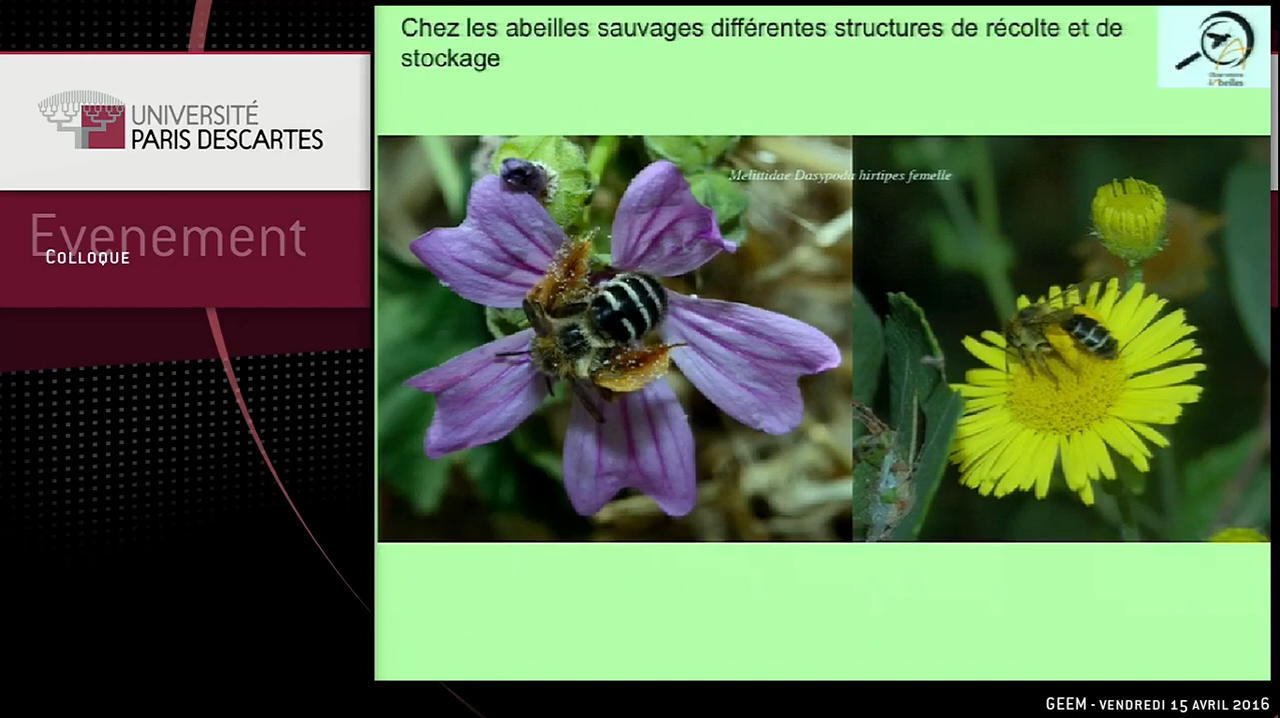 Chez les abeilles sauvages différentes structures de récolte et de
stockage
UNIVERSITÉ
PARIS DESCARTES
Evenement
COLLOQUE
Melittidae Dasypoda hirtipes femelle
GEEM - VENDREDI 15 AVRIL 2016